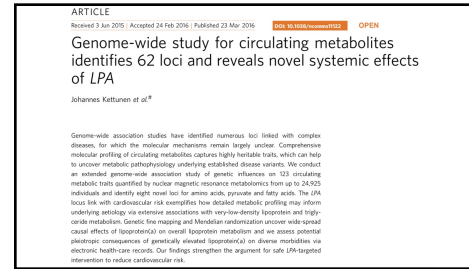 ARTICLE
Received 3 Jun 2015 | Accepted 24 Feb 2016 | Published 23 Mar 2016
DOI: 10.1038/ncomms11122
OPEN
Genome-wide study for circulating metabolites
identifies 62 loci and reveals novel systemic effects
of LPA
Johannes Kettunen et al.#
Genome-wide association studies have identified numerous loci linked with complex
diseases, for which the molecular mechanisms remain largely unclear. Comprehensive
molecular profiling of circulating metabolites captures highly heritable traits, which can help
to uncover metabolic pathophysiology underlying established disease variants. We conduct
an extended genome-wide association study of genetic influences on 123 circulating
metabolic traits quantified by nuclear magnetic resonance metabolomics from up to 24,925
individuals and identify eight novel loci for amino acids, pyruvate and fatty acids. The LPA
locus link with cardiovascular risk exemplifies how detailed metabolic profiling may inform
underlying aetiology via extensive associations with very-low-density lipoprotein and trigly-
ceride metabolism. Genetic fine mapping and Mendelian randomization uncover wide-spread
causal effects of lipoprotein(a) on overall lipoprotein metabolism and we assess potential
pleiotropic consequences of genetically elevated lipoprotein(a) on diverse morbidities via
electronic health-care records. Our findings strengthen the argument for safe LPA-targeted
intervention to reduce cardiovascular risk.